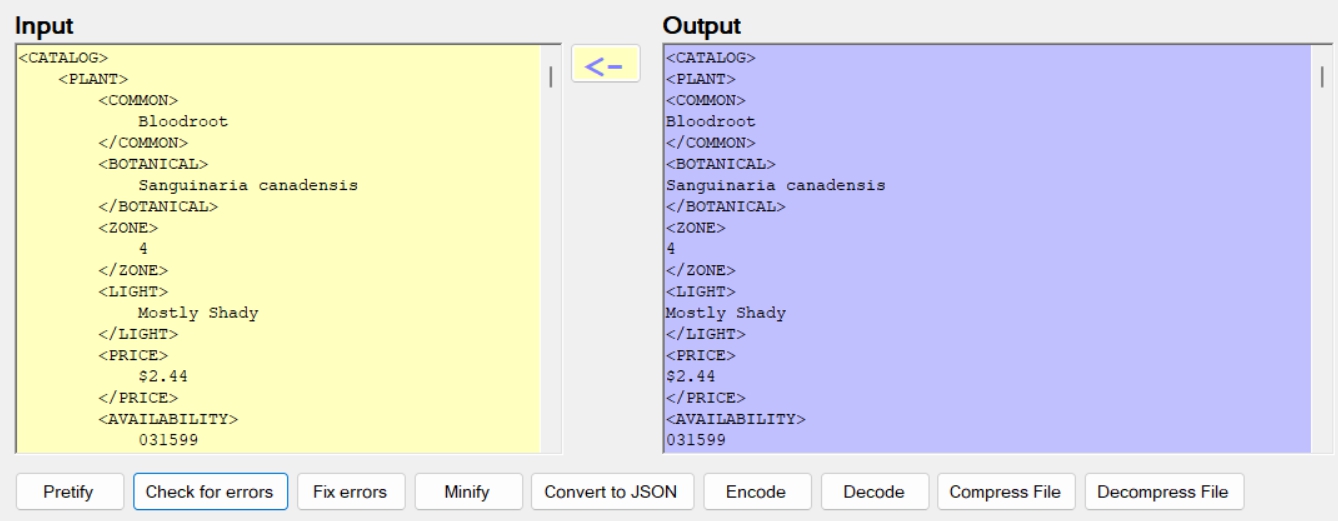 Input
<CATALOG>
<PLANT>
<COMMON>
Bloodroot
</COMMON>
<BOTANICAL>
Sanguinaria canadensis
</BOTANICAL>
<ZONE>
4
</ZONE>
<LIGHT>
Mostly Shady
</LIGHT>
<PRICE>
$2.44
</PRICE>
<AVAILABILITY>
031599
<-
Output
<CATALOG>
<PLANT>
<COMMON>
Bloodroot
</COMMON>
<BOTANICAL>
Sanguinaria canadensis
</BOTANICAL>
<ZONE>
4
</ZONE>
<LIGHT>
Mostly Shady
</LIGHT>
<PRICE>
$2.44
</PRICE>
<AVAILABILITY>
031599
Pretify Check for errors Fix errors Minify Convert to JSON Encode Decode Compress File Decompress File